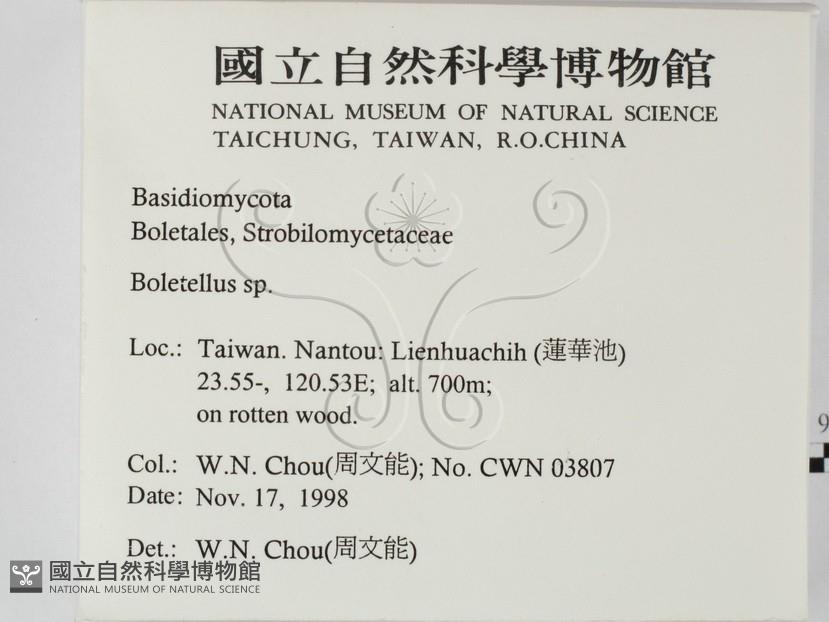 國立自然科學博物館
NATIONAL MUSEUM OF NATURAL SCIENCE
TAICHUNG, TAIWAN, R.O.CHINA
Basidiomycota
Boletales, Strobilomycetaceae
Boletellus sp.
Loc.: Taiwan. Nantou: Lienhuachih (蓮華池)
23.55-, 120.53E; alt. 700m;
on rotten wood.
Col.: W.N. Chou(周文能); No. CWN 03807
Date: Nov. 17, 1998
Det.: W.N. Chou(周文能)
9
國立自然科學博物館
NATIONAL MUSEUM OF NATURAL SCIENCE